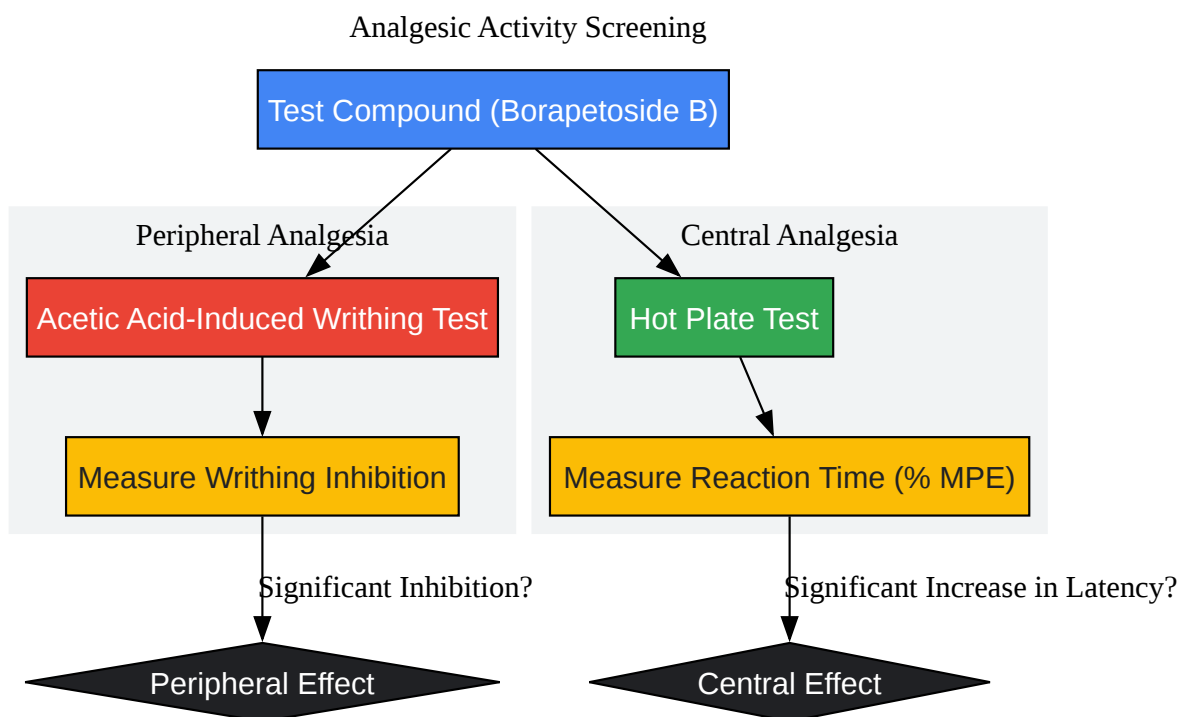 Analgesic Activity Screening
Test Compound (Borapetoside B)
Peripheral Analgesia
Central Analgesia
Acetic Acid-Induced Writhing Test
Hot Plate Test
Measure Writhing Inhibition
Measure Reaction Time (% MPE)
Significant Inhibition?
Significant Increase in Latency?
Peripheral Effect
Central Effect